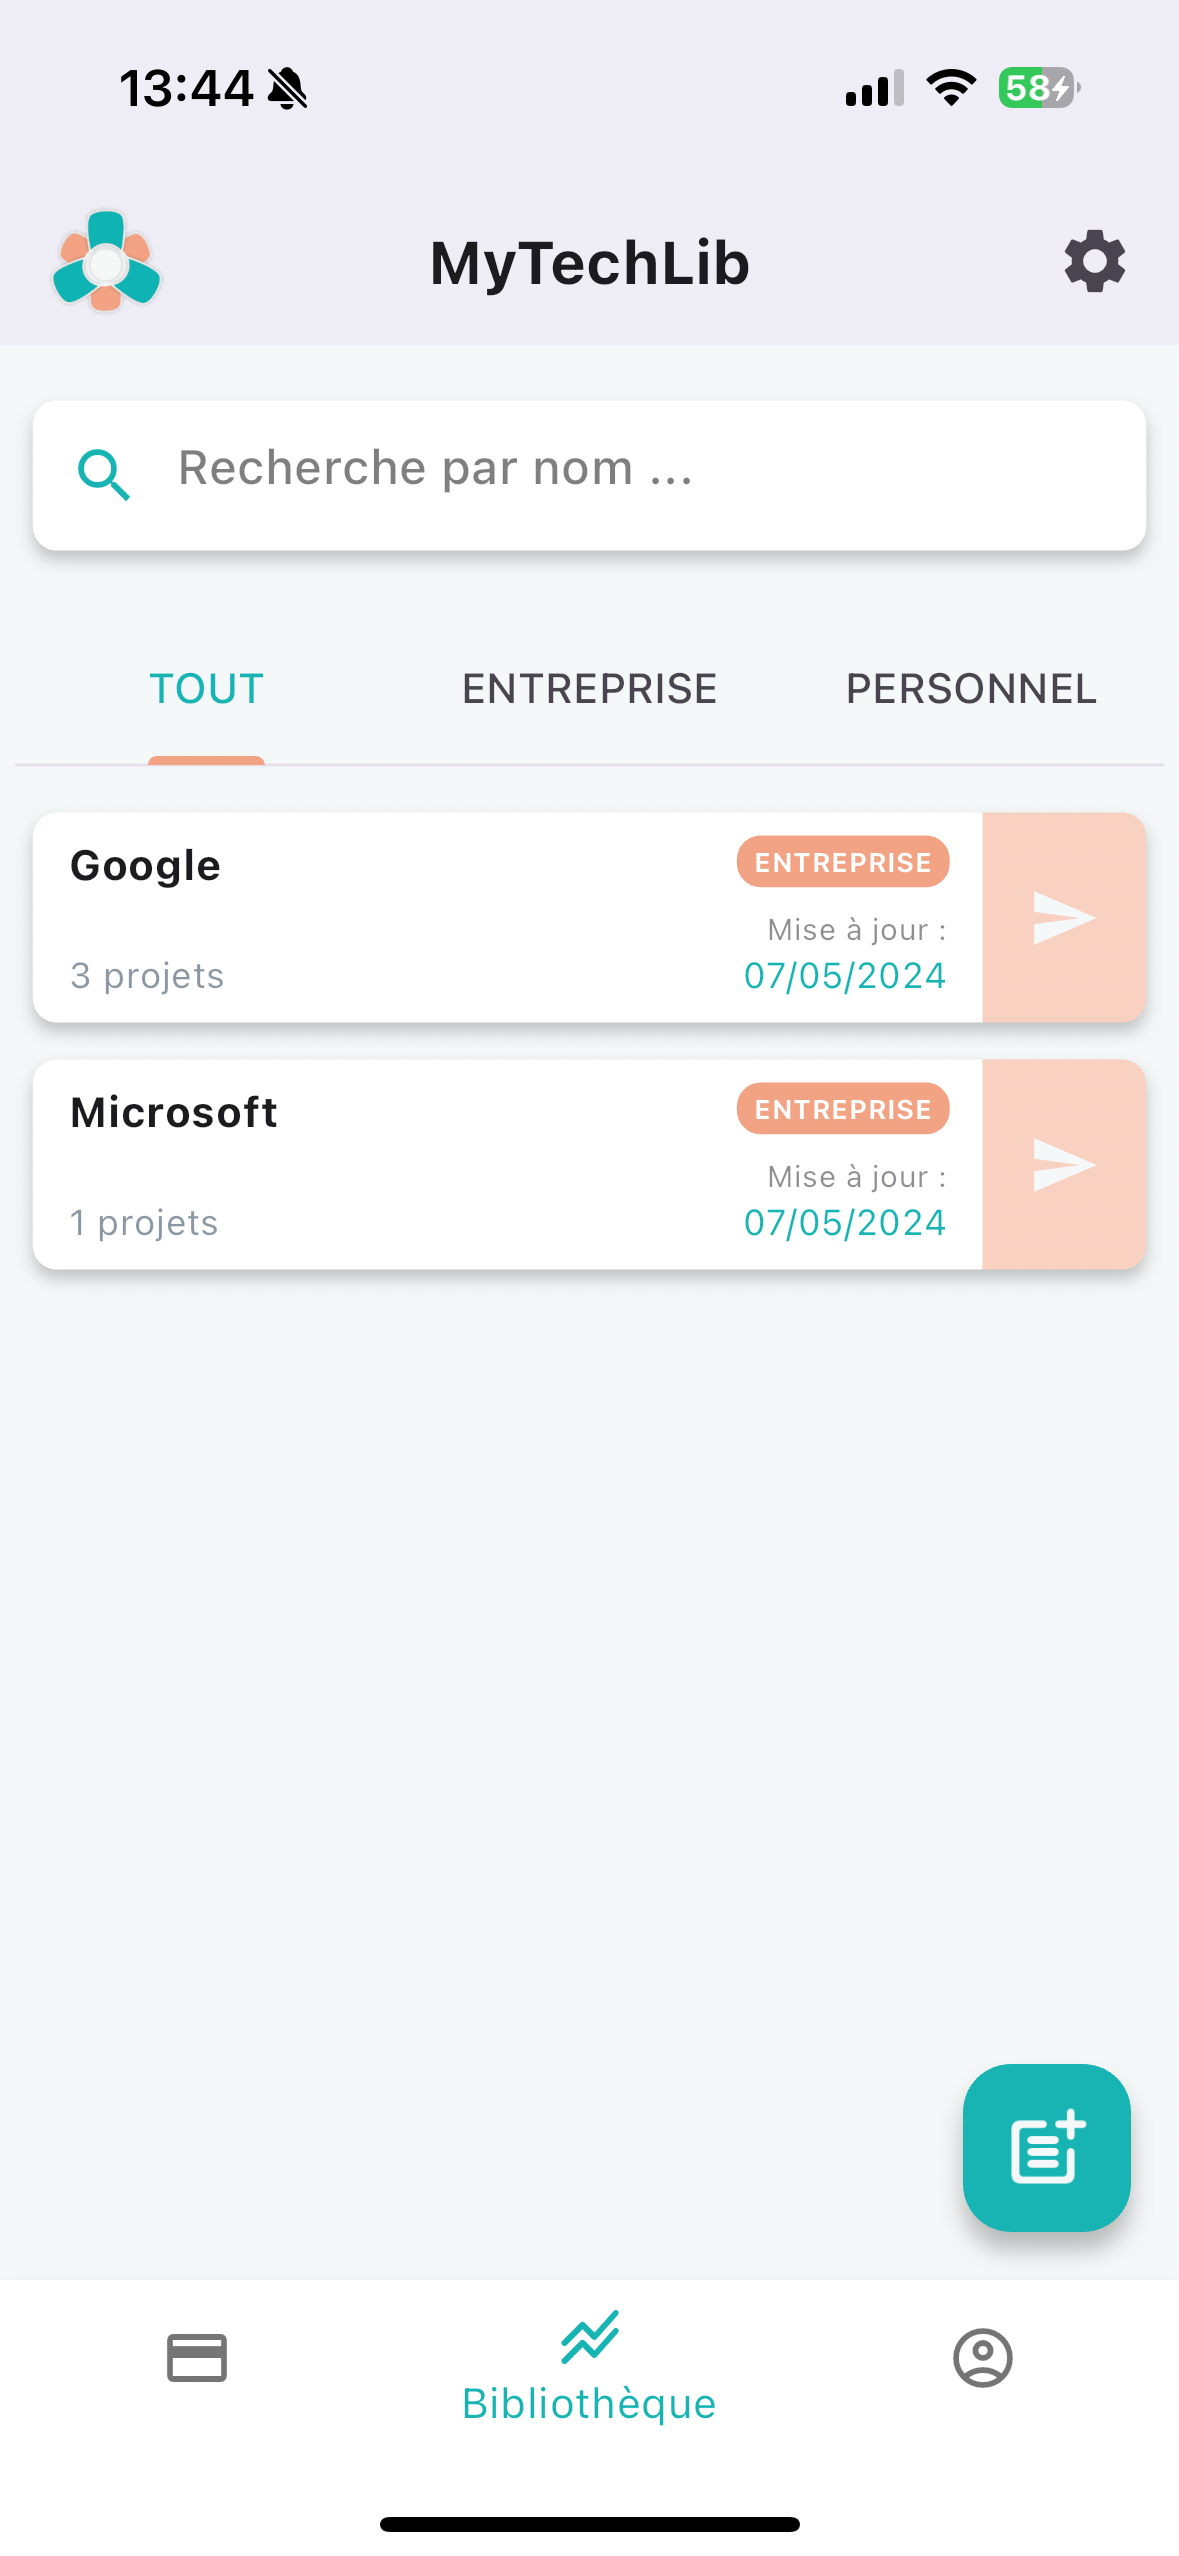 13:44
58
MyTechLib
Recherche par nom ...
TOUT ENTREPRISE PERSONNEL
Google
ENTREPRISE
Mise à jour :
3 projets
07/05/2024
Microsoft
ENTREPRISE
Mise à jour :
1 projets
07/05/2024
Bibliothèque